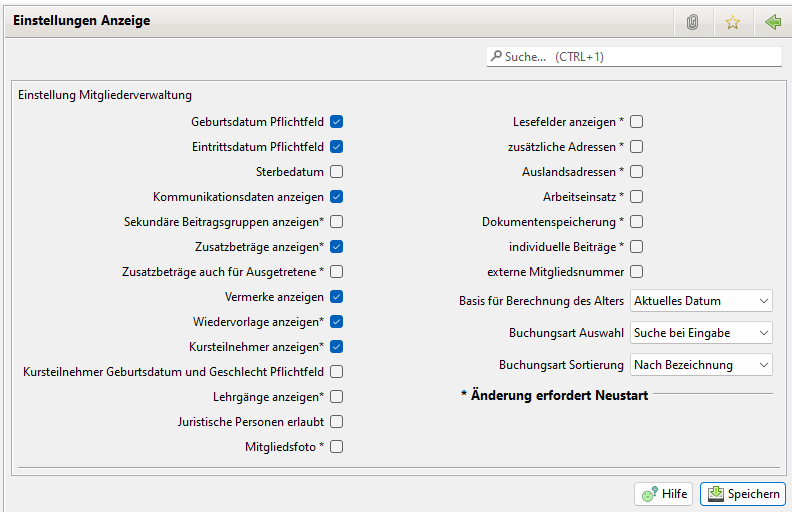 Einstellungen Anzeige
Suche... (CTRL+1)
Einstellung Mitgliederverwaltung
Geburtsdatum Pflichtfeld
Eintrittsdatum Pflichtfeld
Sterbedatum
Kommunikationsdaten anzeigen
Sekundäre Beitragsgruppen anzeigen*
Zusatzbeträge anzeigen*
Zusatzbeträge auch für Ausgetretene *
Vermerke anzeigen
Wiedervorlage anzeigen*
Kursteilnehmer anzeigen*
Kursteilnehmer Geburtsdatum und Geschlecht Pflichtfeld
Lehrgänge anzeigen*
Juristische Personen erlaubt
Mitgliedsfoto *
Lesefelder anzeigen *
zusätzliche Adressen *
Auslandsadressen *
Arbeitseinsatz *
Dokumentenspeicherung *
individuelle Beiträge *
externe Mitgliedsnummer
Basis für Berechnung des Alters Aktuelles Datum
Buchungsart Auswahl Suche bei Eingabe
Buchungsart Sortierung Nach Bezeichnung
* Änderung erfordert Neustart
Hilfe Speichern